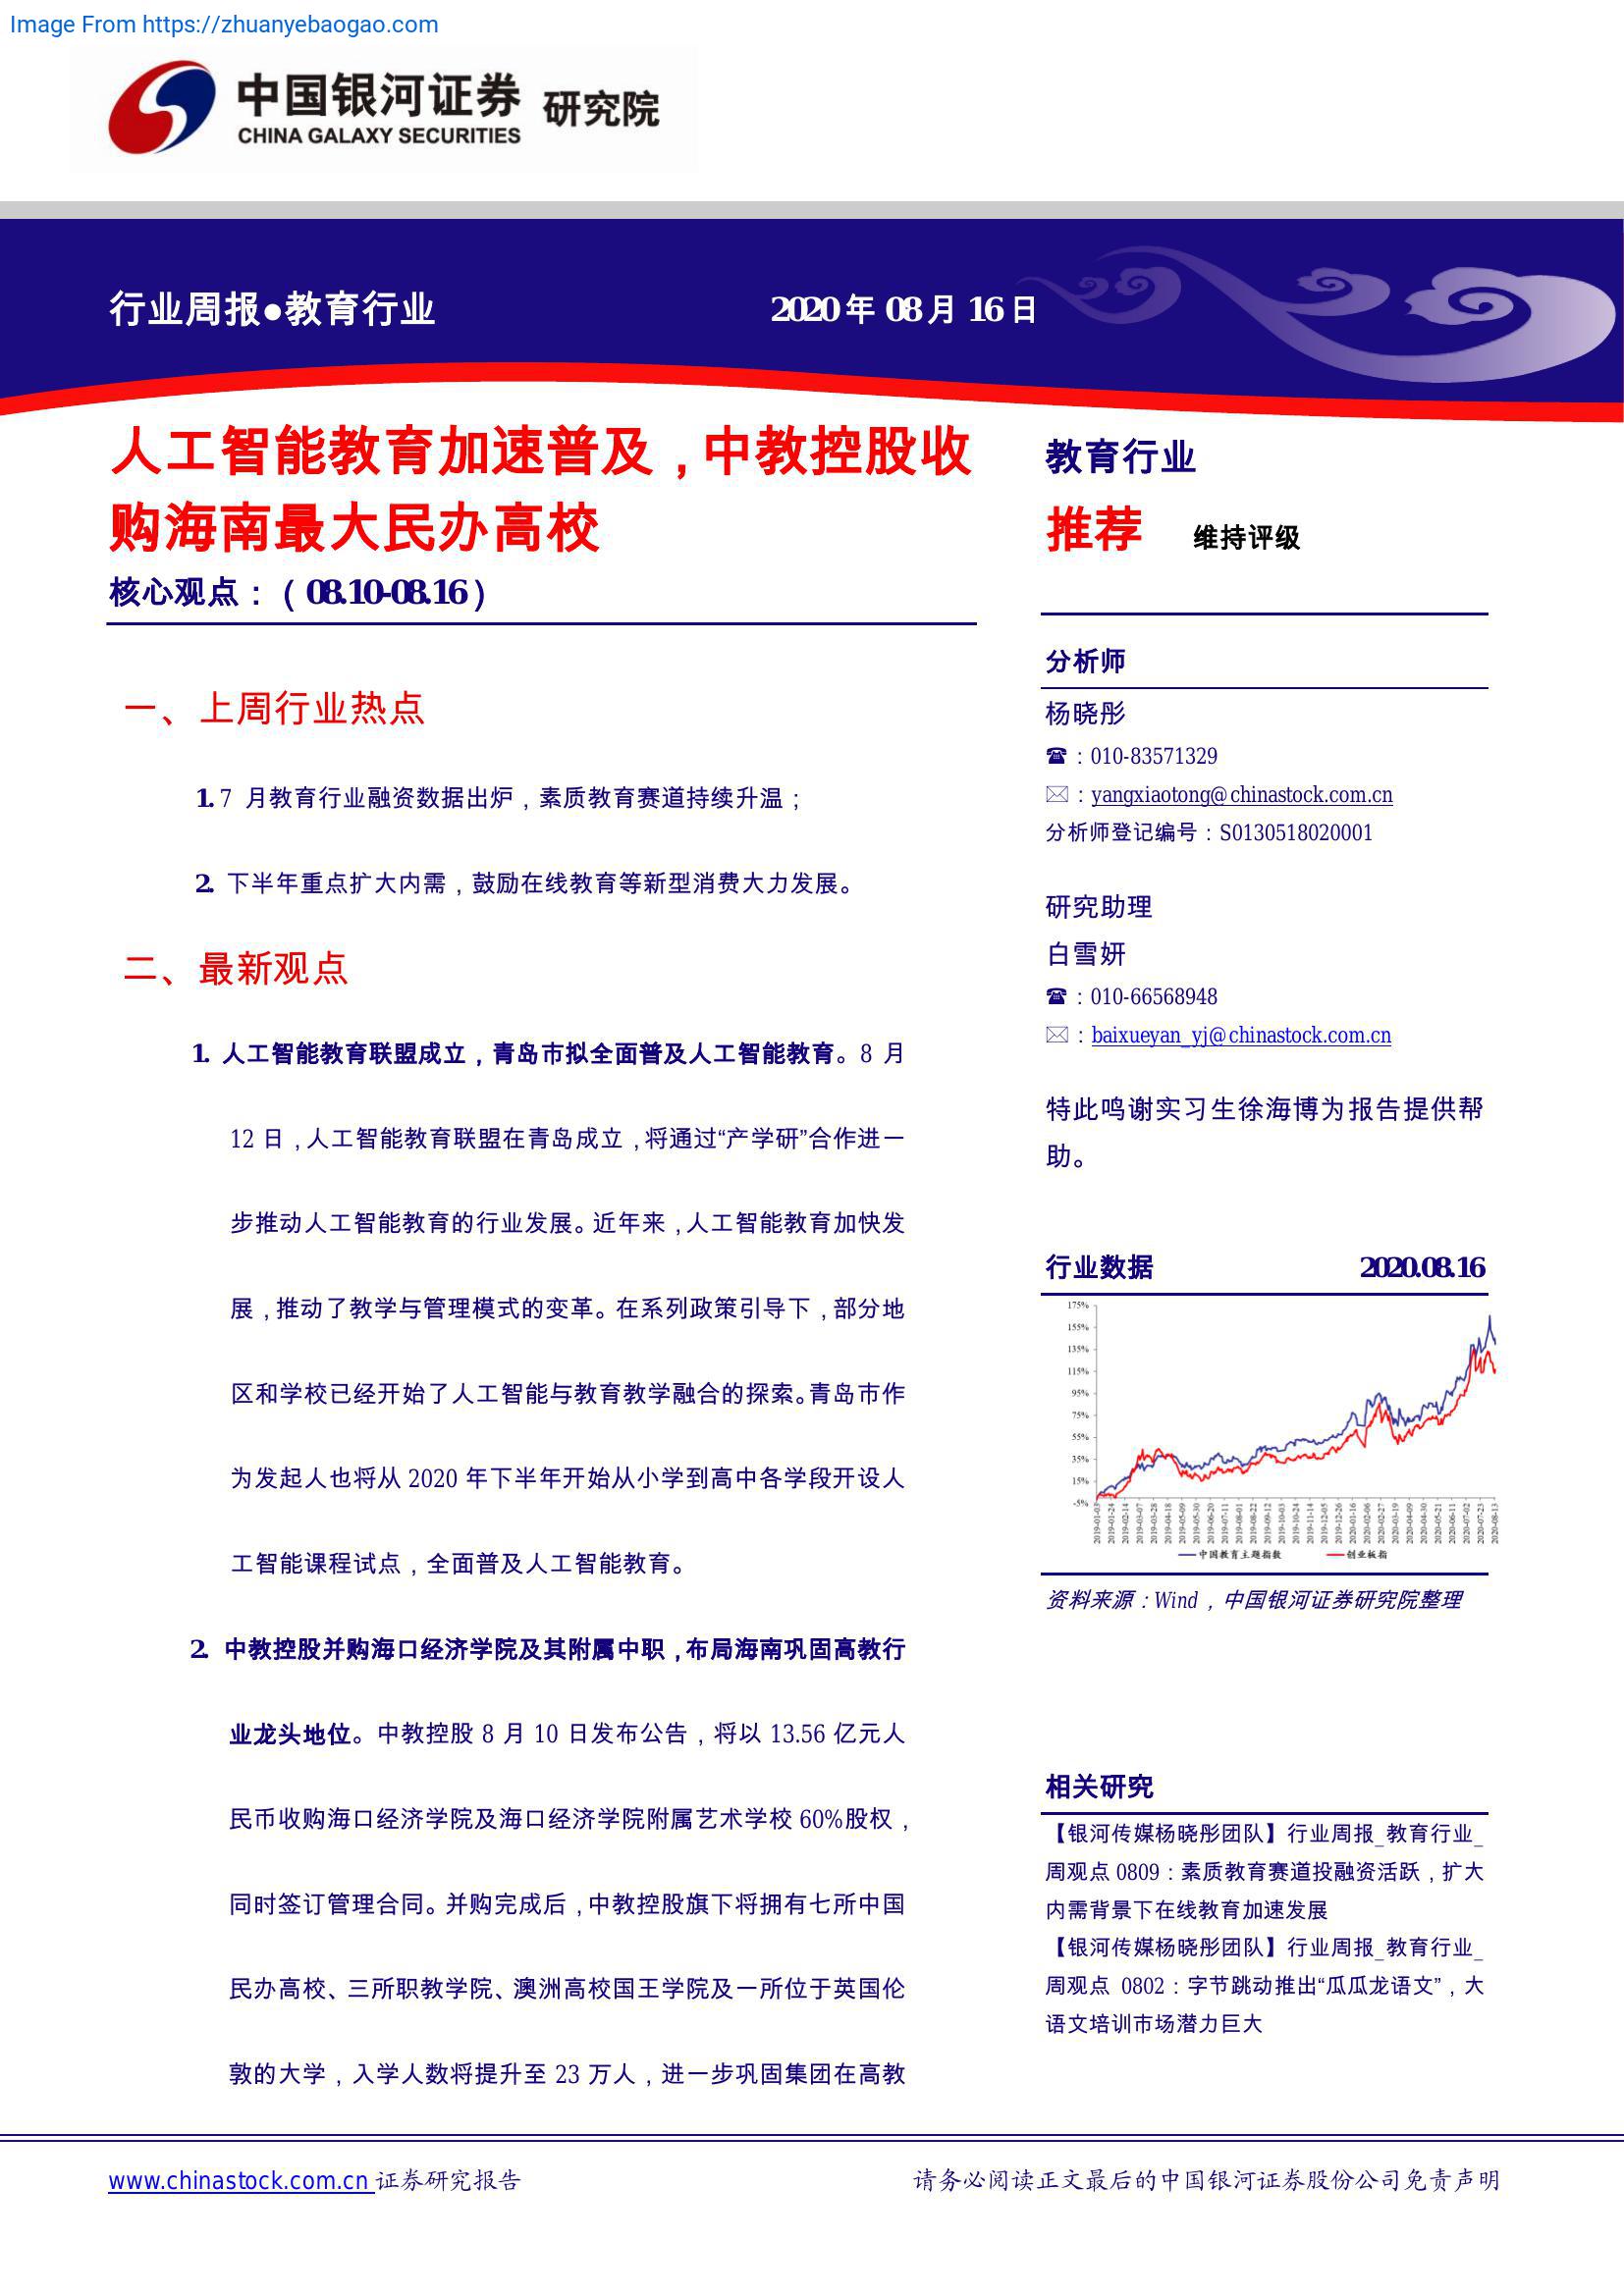 Image From https://zhuanyebaogao.com
中国银河证券 研究院
CHINA GALAXY SECURITIES
行业周报●教育行业
2020 年 08 月 16 日
人工智能教育加速普及，中教控股收
购海南最大民办高校
核心观点：（08.10-08.16）
一、上周行业热点
1. 7 月教育行业融资数据出炉，素质教育赛道持续升温；
2. 下半年重点扩大内需，鼓励在线教育等新型消费大力发展。
二、最新观点
1. 人工智能教育联盟成立，青岛市拟全面普及人工智能教育。8 月
12 日，人工智能教育联盟在青岛成立，将通过“产学研”合作进一
步推动人工智能教育的行业发展。近年来，人工智能教育加快发
展，推动了教学与管理模式的变革。在系列政策引导下，部分地
区和学校已经开始了人工智能与教育教学融合的探索。青岛市作
为发起人也将从 2020 年下半年开始从小学到高中各学段开设人
工智能课程试点，全面普及人工智能教育。
2. 中教控股并购海口经济学院及其附属中职，布局海南巩固高教行
业龙头地位。中教控股 8 月 10 日发布公告，将以 13.56 亿元人
民币收购海口经济学院及海口经济学院附属艺术学校 60%股权，
同时签订管理合同。并购完成后，中教控股旗下将拥有七所中国
民办高校、三所职教学院、澳洲高校国王学院及一所位于英国伦
敦的大学，入学人数将提升至 23 万人，进一步巩固集团在高教
教育行业
推荐 维持评级
分析师
杨晓彤
☎：010-83571329
✉：yangxiaotong@chinastock.com.cn
分析师登记编号：S0130518020001
研究助理
白雪妍
☎：010-66568948
✉：baixueyan_yj@chinastock.com.cn
特此鸣谢实习生徐海博为报告提供帮
助。
行业数据 2020.08.16
175%
155%
135%
115%
95%
75%
55%
35%
15%
-5%
2019-01-03
2019-01-24
2019-02-14
2019-03-07
2019-03-28
2019-04-18
2019-05-09
2019-05-30
2019-06-20
2019-07-11
2019-08-01
2019-08-22
2019-09-12
2019-10-03
2019-10-24
2019-11-14
2019-12-05
2019-12-26
2020-01-16
2020-02-06
2020-02-27
2020-03-19
2020-04-09
2020-04-30
2020-05-21
2020-06-11
2020-07-02
2020-07-23
2020-08-13
中国教育主题指数 创业板指
资料来源：Wind，中国银河证券研究院整理
相关研究
【银河传媒杨晓彤团队】行业周报_教育行业_
周观点 0809：素质教育赛道投融资活跃，扩大
内需背景下在线教育加速发展
【银河传媒杨晓彤团队】行业周报_教育行业_
周观点 0802：字节跳动推出“瓜瓜龙语文”，大
语文培训市场潜力巨大
www.chinastock.com.cn 证券研究报告
请务必阅读正文最后的中国银河证券股份公司免责声明